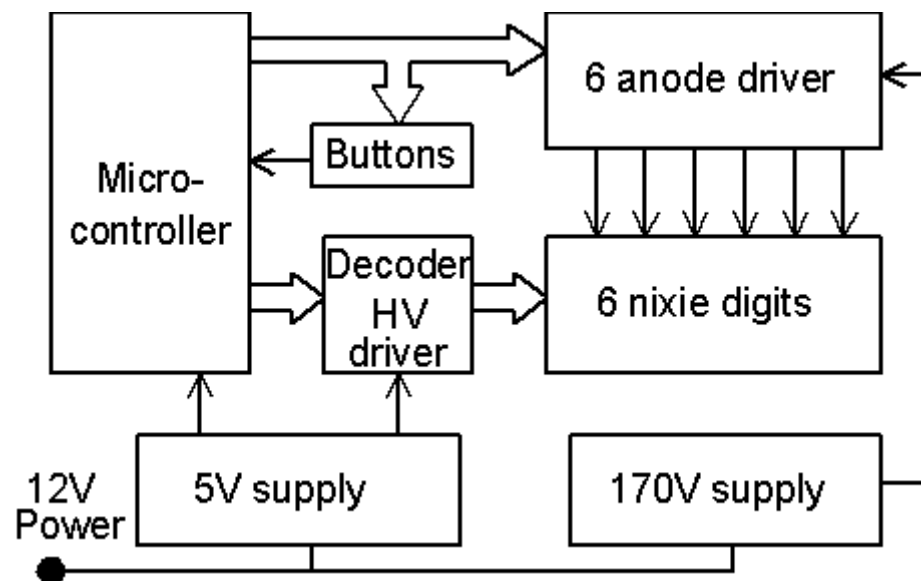 6 anode driver
Buttons
Micro-
controller
Decoder
HV
driver
6 nixie digits
12V
Power
5V supply
170V supply